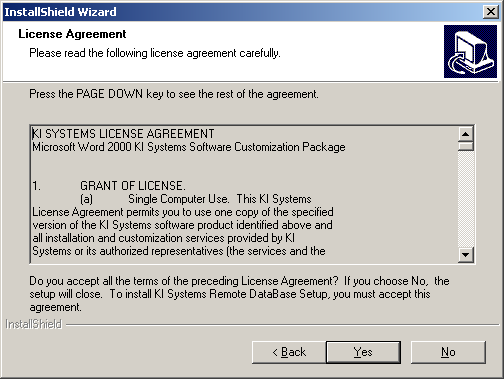 InstallShield Wizard
License Agreement
Please read the following license agreement carefully.
Press the PAGE DOWN key to see the rest of the agreement.
KI SYSTEMS LICENSE AGREEMENT
Microsoft Word 2000 KI Systems Software Customization Package
1. GRANT OF LICENSE.
(a) Single Computer Use. This KI Systems
License Agreement permits you to use one copy of the specified
version of the KI Systems software product identified above and
all installation and customization services provided by KI
Systems or its authorized representatives (the services and the
Do you accept all the terms of the preceding License Agreement? If you choose No, the
setup will close. To install KI Systems Remote DataBase Setup, you must accept this
agreement.
InstallShield
< Back Yes No